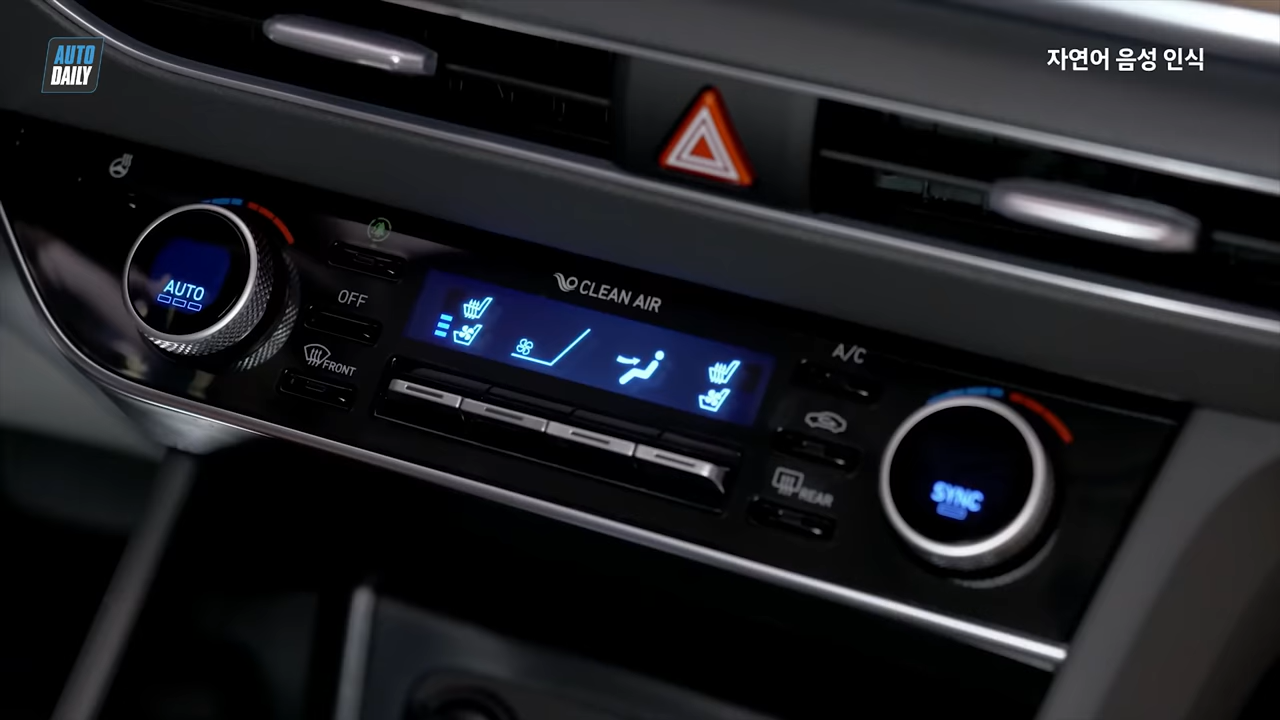 AUTO
DAILY
자연어 음성 인식
AUTO
OFF
FRONT
CLEAN AIR
A/C
REAR
SYNC